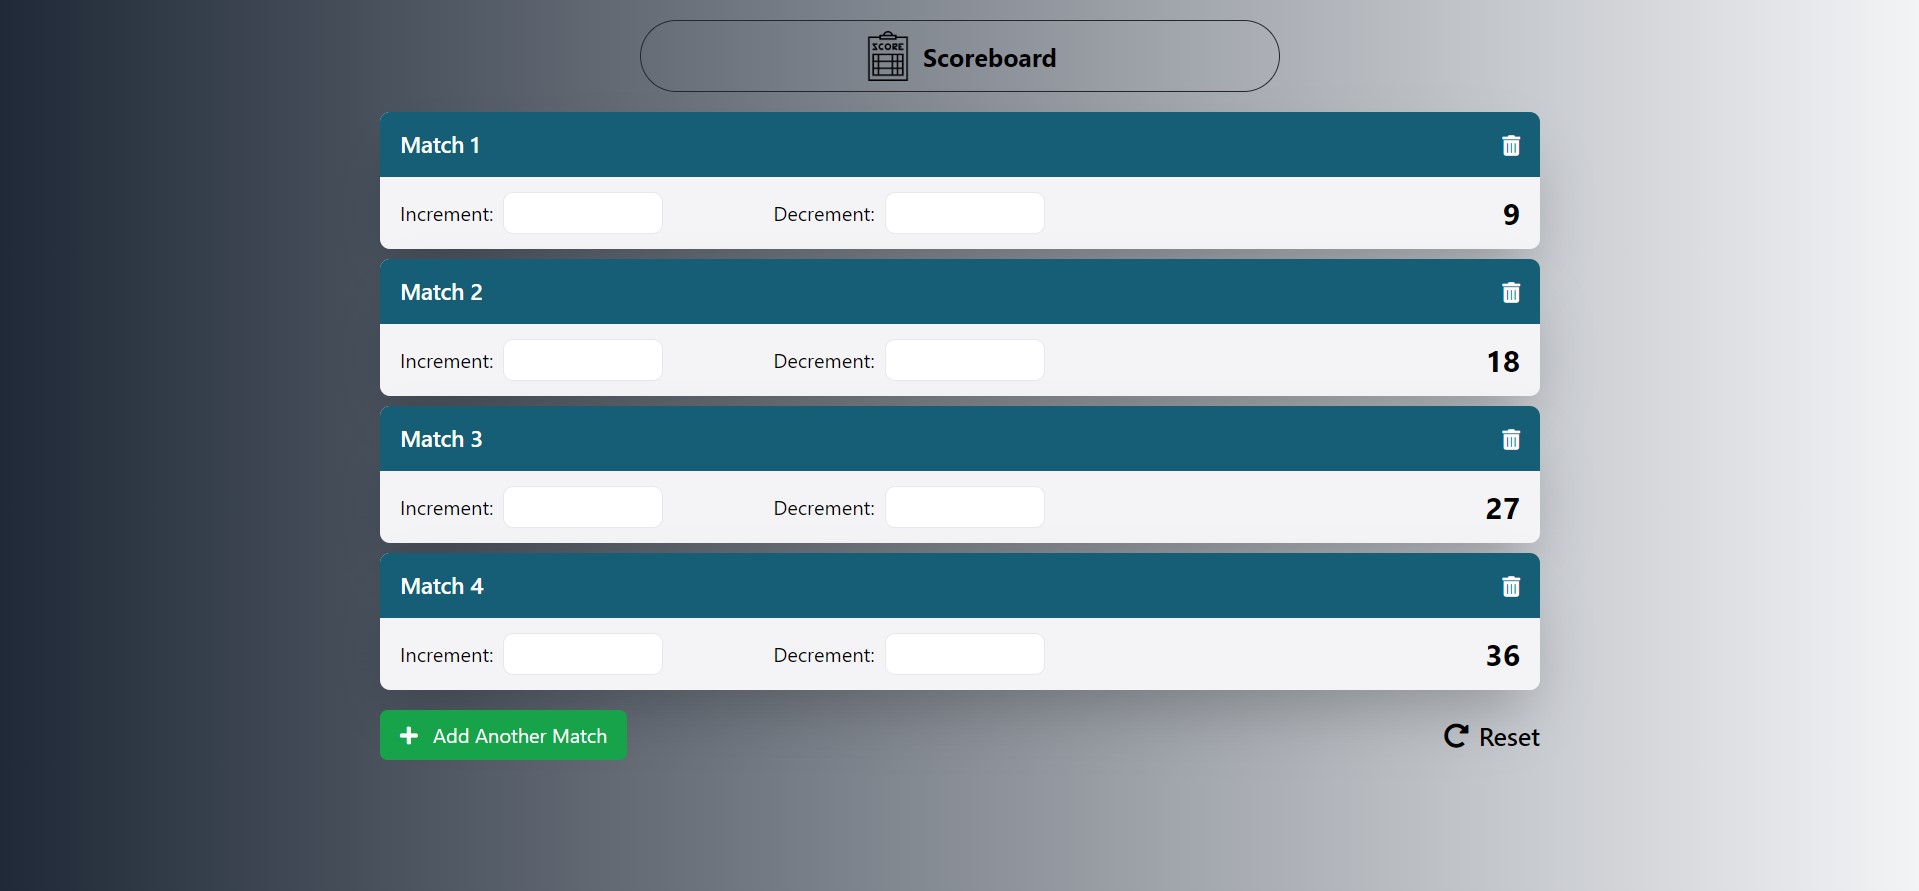 SCORE
Scoreboard
Match 1
Increment: Decrement: 9
Match 2
Increment: Decrement: 18
Match 3
Increment: Decrement: 27
Match 4
Increment: Decrement: 36
Add Another Match Reset